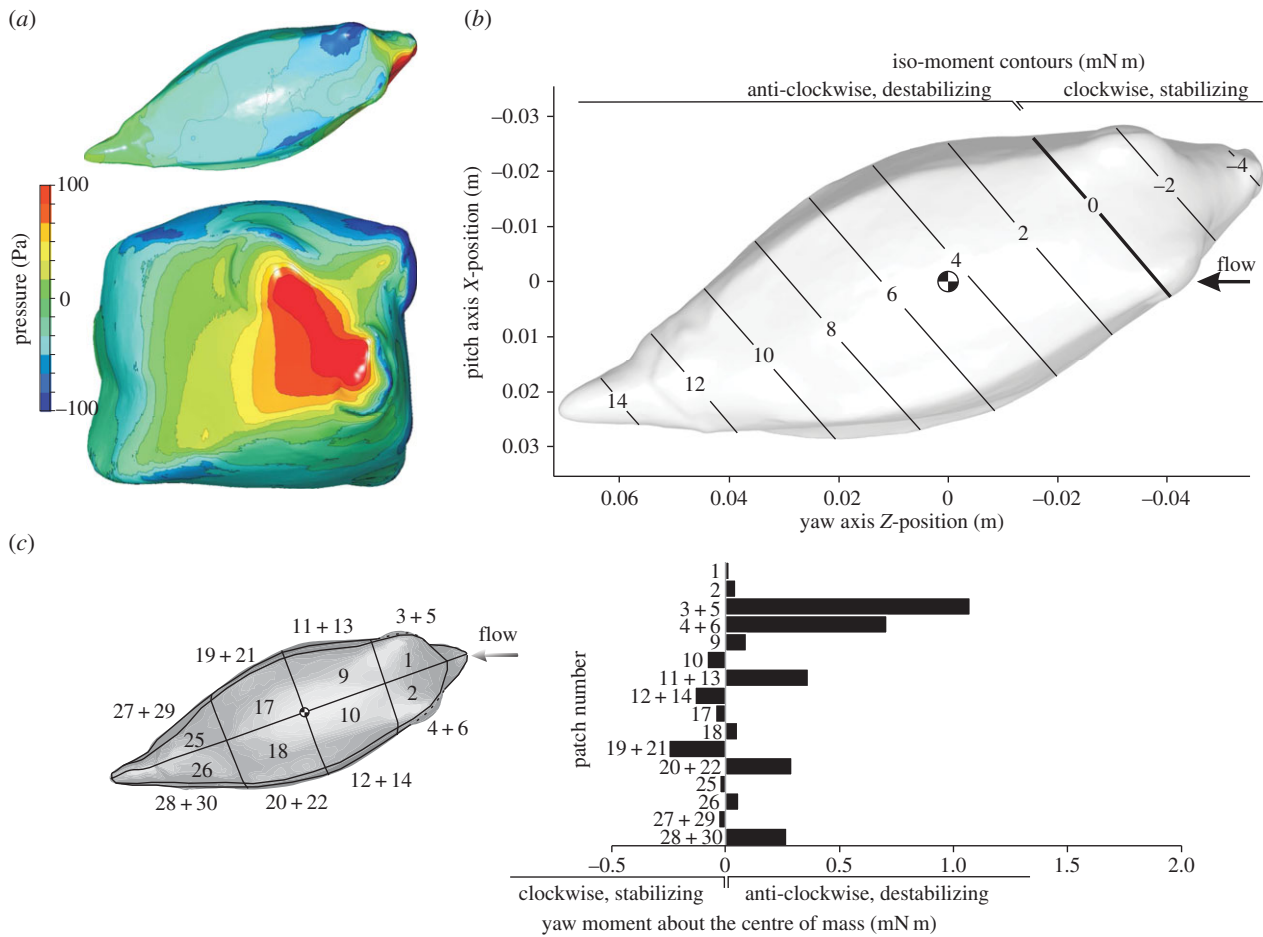 (a)
100
0
–100
pressure (Pa)
(b)
iso-moment contours (mN m)
anti-clockwise, destabilizing
clockwise, stabilizing
–0.03
–0.02
–0.01
0
0.01
0.02
0.03
pitch axis X-position (m)
14
12
10
8
6
4
2
0
–2
–4
flow
0.06
0.04
0.02
0
–0.02
–0.04
yaw axis Z-position (m)
(c)
3 + 5
11 + 13
flow
19 + 21
1
9
2
27 + 29
17
10
4 + 6
25
18
26
12 + 14
28 + 30
20 + 22
patch number
1
2
3 + 5
4 + 6
9
10
11 + 13
12 + 14
17
18
19 + 21
20 + 22
25
26
27 + 29
28 + 30
–0.5
0
0.5
1.0
1.5
2.0
clockwise, stabilizing
anti-clockwise, destabilizing
yaw moment about the centre of mass (mN m)